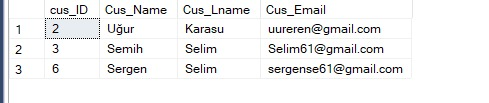 cus_ID Cus_Name Cus_Lname Cus_Email
1 2 Uğur Karasu uureren@gmail.com
2 3 Semih Selim Selim61@gmail.com
3 6 Sergen Selim sergense61@gmail.com